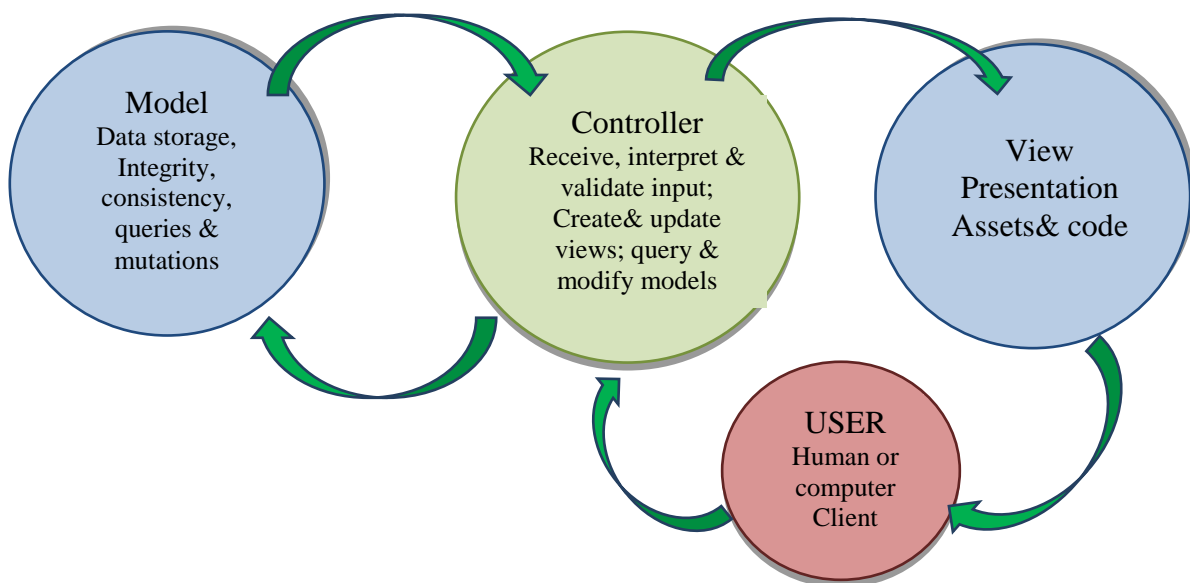 Model
Data storage,
Integrity,
consistency,
queries &
mutations
Controller
Receive, interpret &
validate input;
Create& update
views; query &
modify models
View
Presentation
Assets& code
USER
Human or
computer
Client